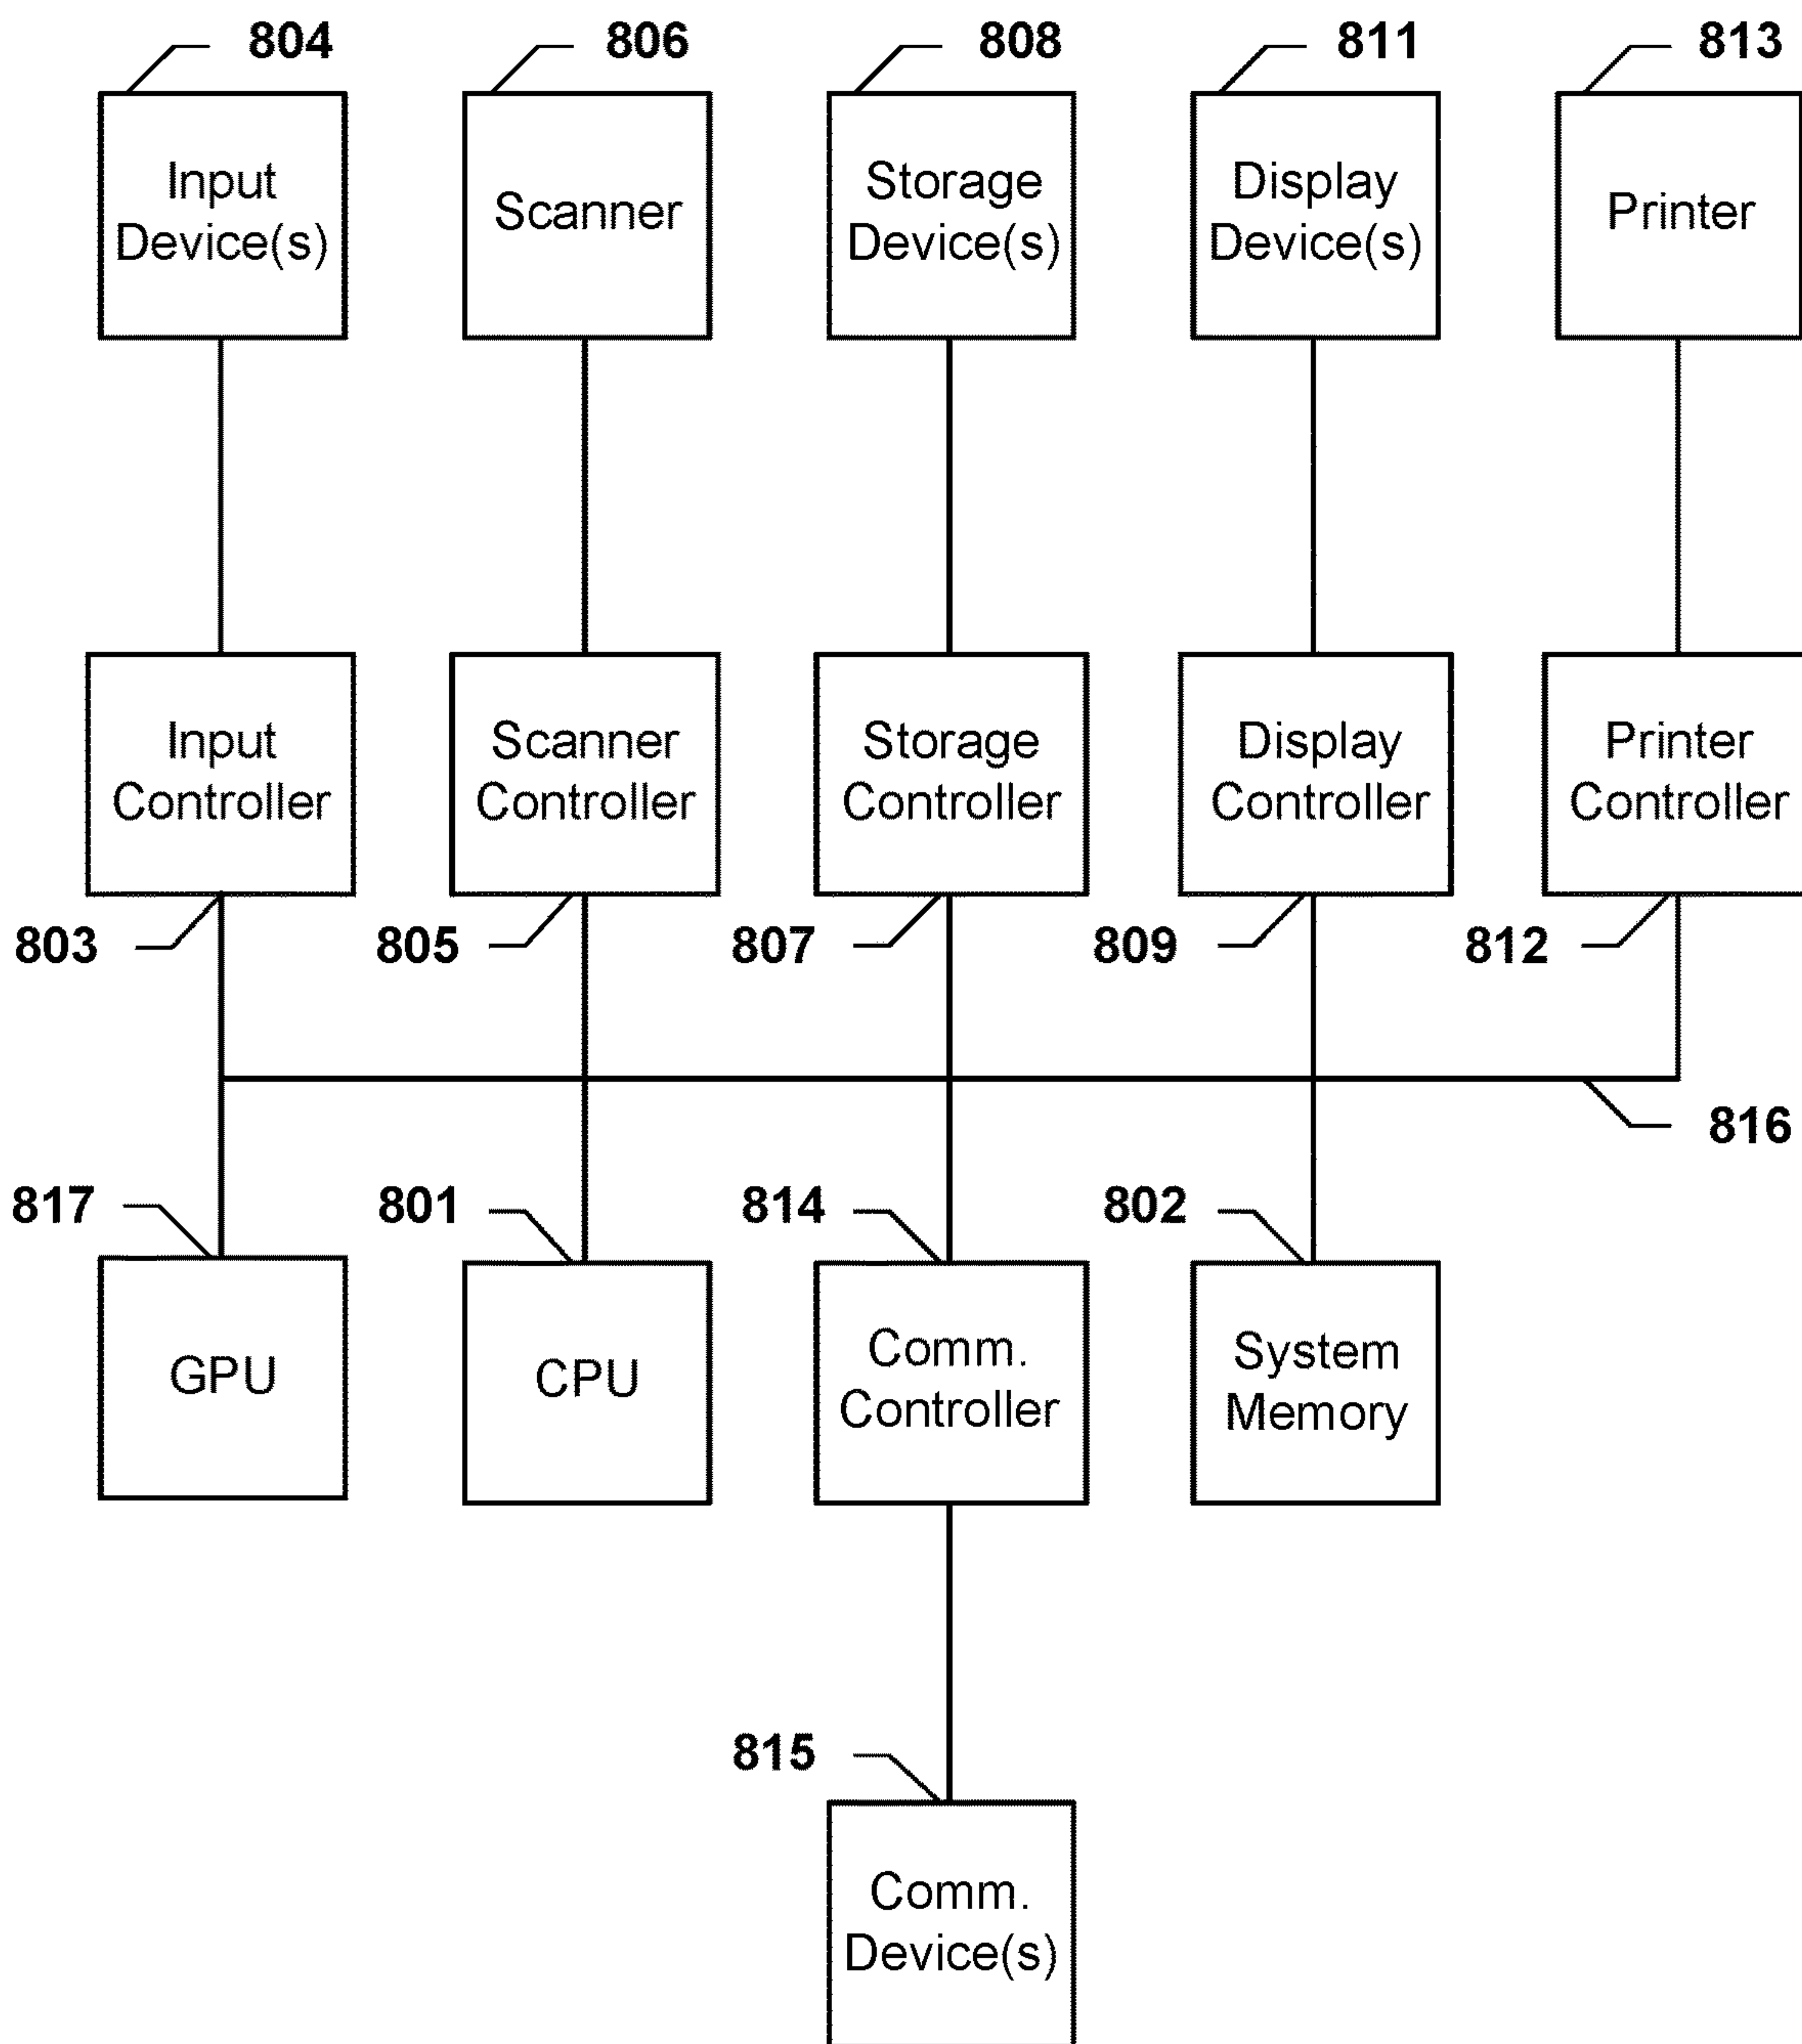 804 806 808 811 813
Input
Device(s)
Scanner
Storage
Device(s)
Display
Device(s)
Printer
Input
Controller
Scanner
Controller
Storage
Controller
Display
Controller
Printer
Controller
803 805 807 809 812
816
817 801 814 802
GPU
CPU
Comm.
Controller
System
Memory
815
Comm.
Device(s)